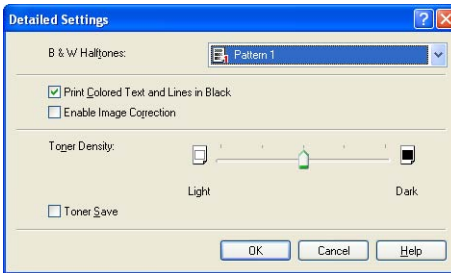 Detailed Settings
B & W Halftones:
Pattern 1
Print Colored Text and Lines in Black
Enable Image Correction
Toner Density:
Light
Dark
Toner Save
OK
Cancel
Help